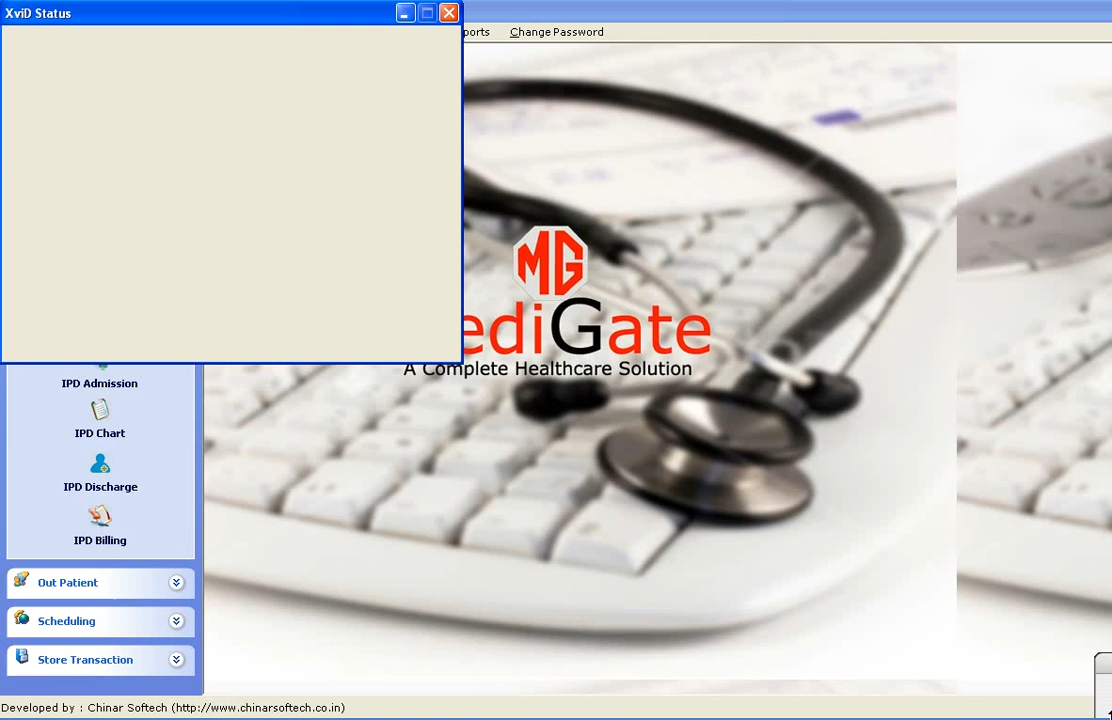 XviD Status
ports Change Password
MG
ediGate
A Complete Healthcare Solution
IPD Admission
IPD Chart
IPD Discharge
IPD Billing
Out Patient
Scheduling
Store Transaction
Developed by : Chinar Softech (http://www.chinarsoftech.co.in)